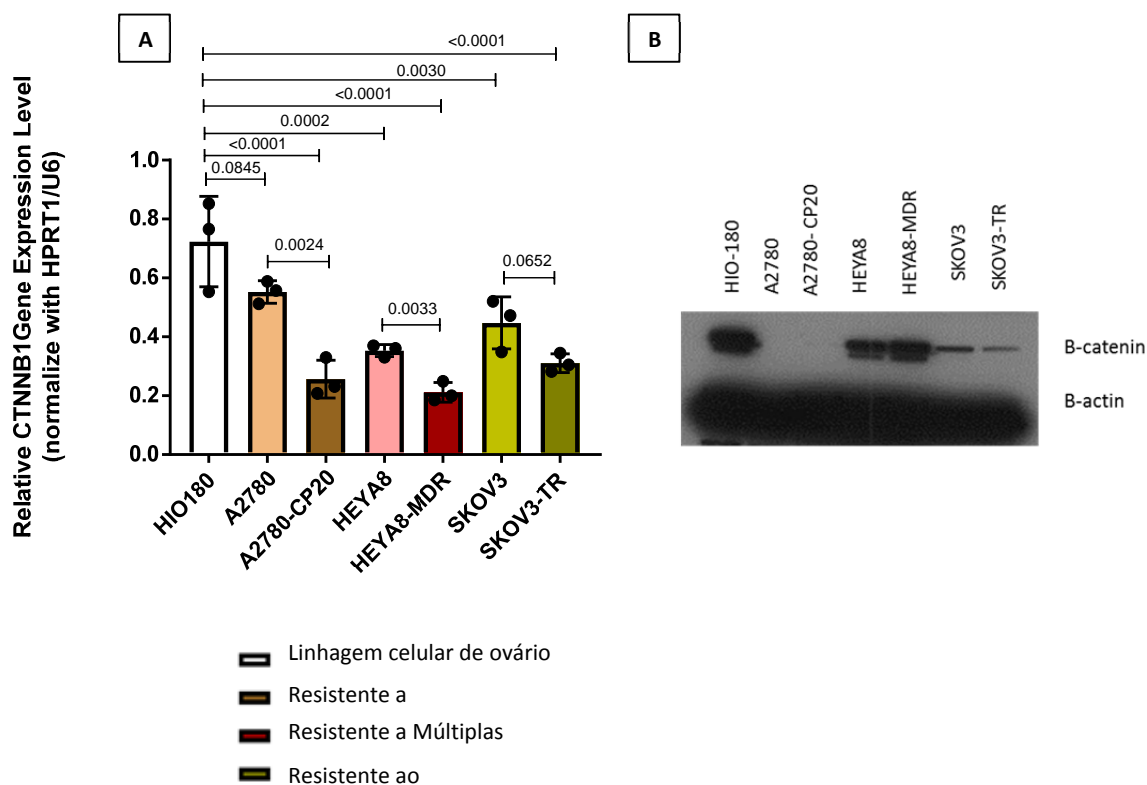 A
B
Relative CTNNB1Gene Expression Level
(normalize with HPRT1/U6)
<0.0001
0.0030
<0.0001
0.0002
<0.0001
0.0845
0.0024
0.0033
0.0652
1.0
0.8
0.6
0.4
0.2
0.0
HIO180
A2780
A2780-CP20
HEYA8
HEYA8-MDR
SKOV3
SKOV3-TR
HIO-180
A2780
A2780- CP20
HEYA8
HEYA8-MDR
SKOV3
SKOV3-TR
B-catenin
B-actin
Linhagem celular de ovário
Resistente a
Resistente a Múltiplas
Resistente ao